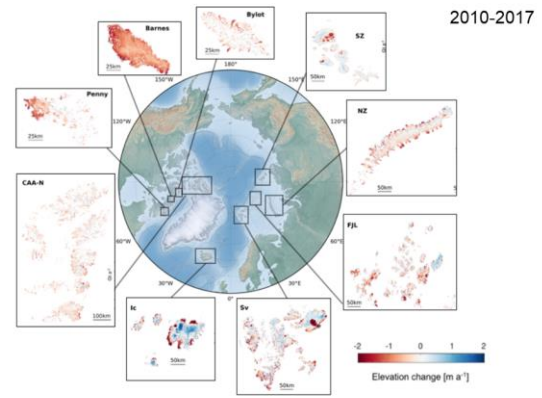 2010-2017
Barnes
25km
Bylot
25km
SZ
50km
Penny
25km
NZ
50km
CAA-N
100km
FJL
50km
Ic
50km
Sv
50km
180°
150°W
150°E
120°W
120°E
60°W
60°E
30°W
30°E
0°
-2
-1
0
1
2
Elevation change [m a⁻¹]